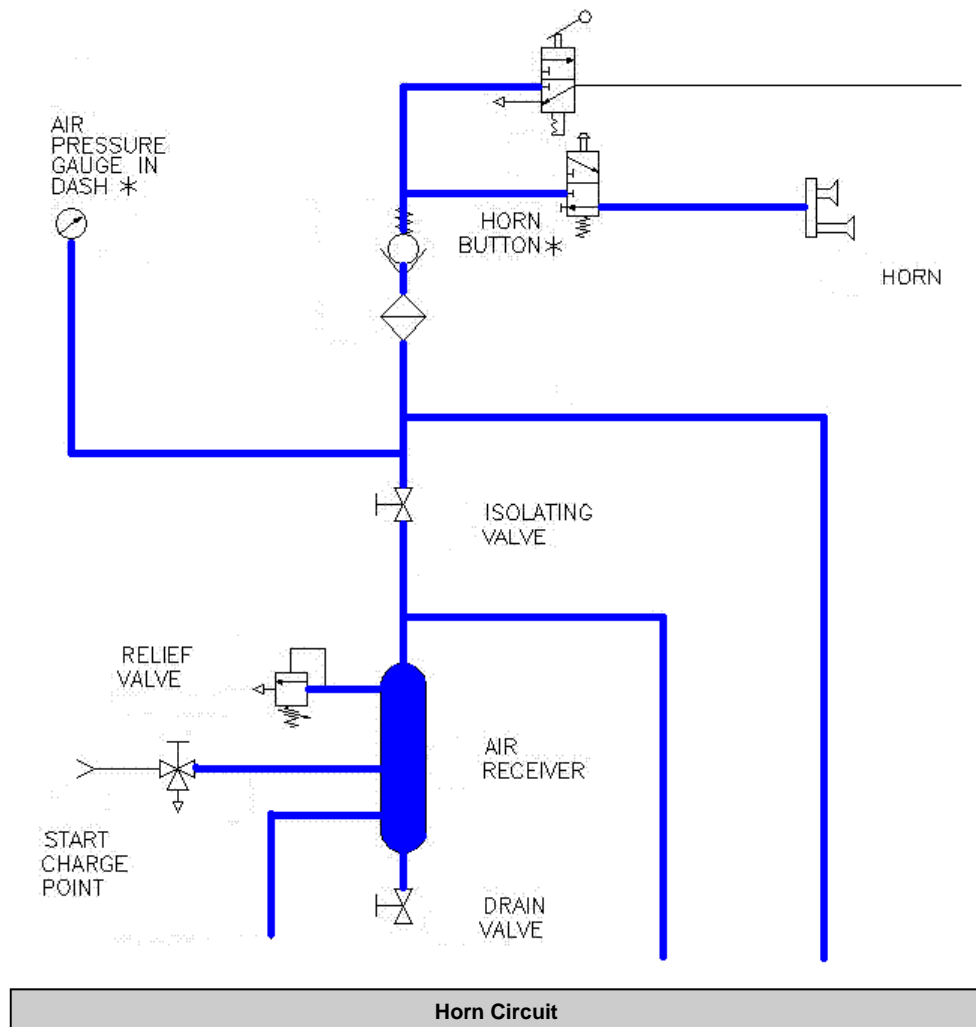 AIR
PRESSURE
GAUGE IN
DASH *
HORN
BUTTON *
HORN
ISOLATING
VALVE
RELIEF
VALVE
AIR
RECEIVER
START
CHARGE
POINT
DRAIN
VALVE
Horn Circuit